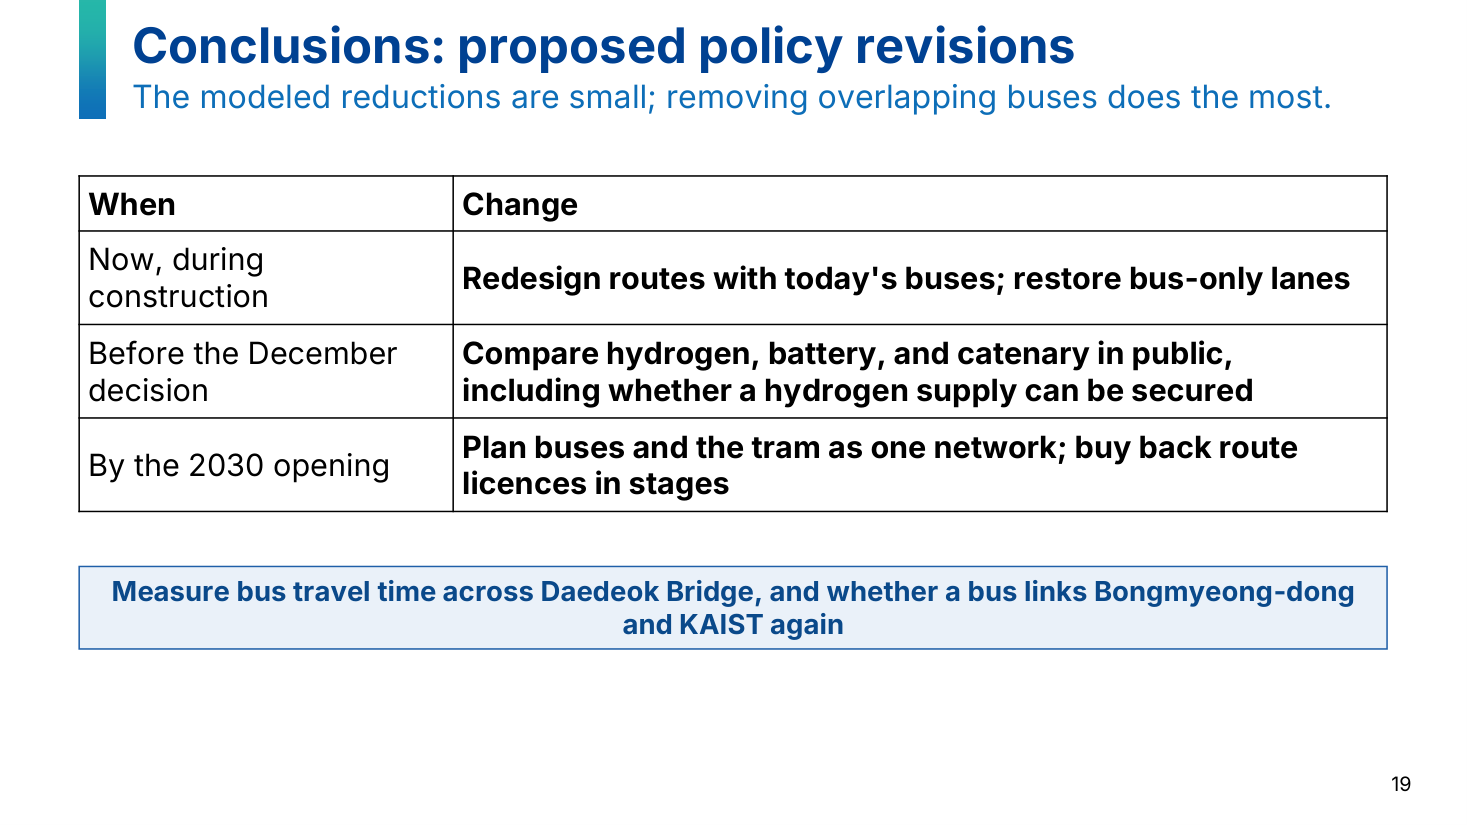 Conclusions: proposed policy revisions
The modeled reductions are small; removing overlapping buses does the most.
When
Change
Now, during
construction
Redesign routes with today's buses; restore bus-only lanes
Before the December
decision
Compare hydrogen, battery, and catenary in public,
including whether a hydrogen supply can be secured
By the 2030 opening
Plan buses and the tram as one network; buy back route
licences in stages
Measure bus travel time across Daedeok Bridge, and whether a bus links Bongmyeong-dong
and KAIST again
19